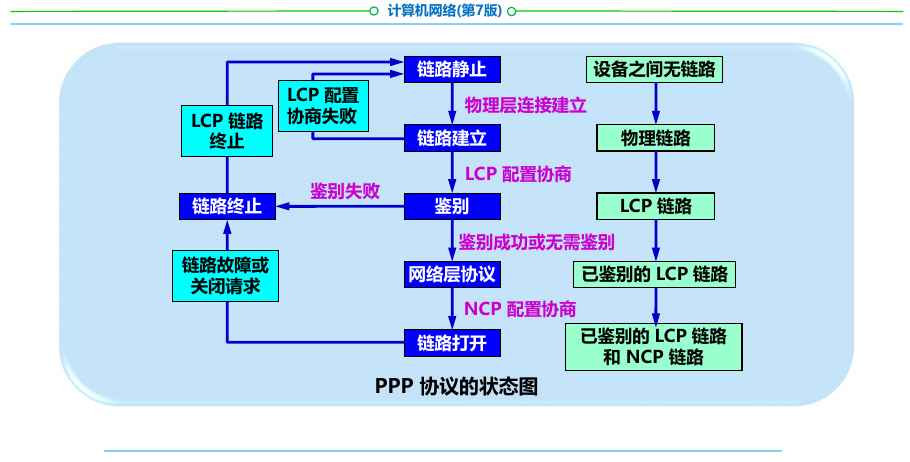 计算机网络(第7版)
链路静止
设备之间无链路
LCP 配置
协商失败
物理层连接建立
LCP 链路
终止
链路建立
物理链路
LCP 配置协商
鉴别失败
链路终止
鉴别
LCP 链路
鉴别成功或无需鉴别
链路故障或
关闭请求
网络层协议
已鉴别的 LCP 链路
NCP 配置协商
链路打开
已鉴别的 LCP 链路
和 NCP 链路
PPP 协议的状态图